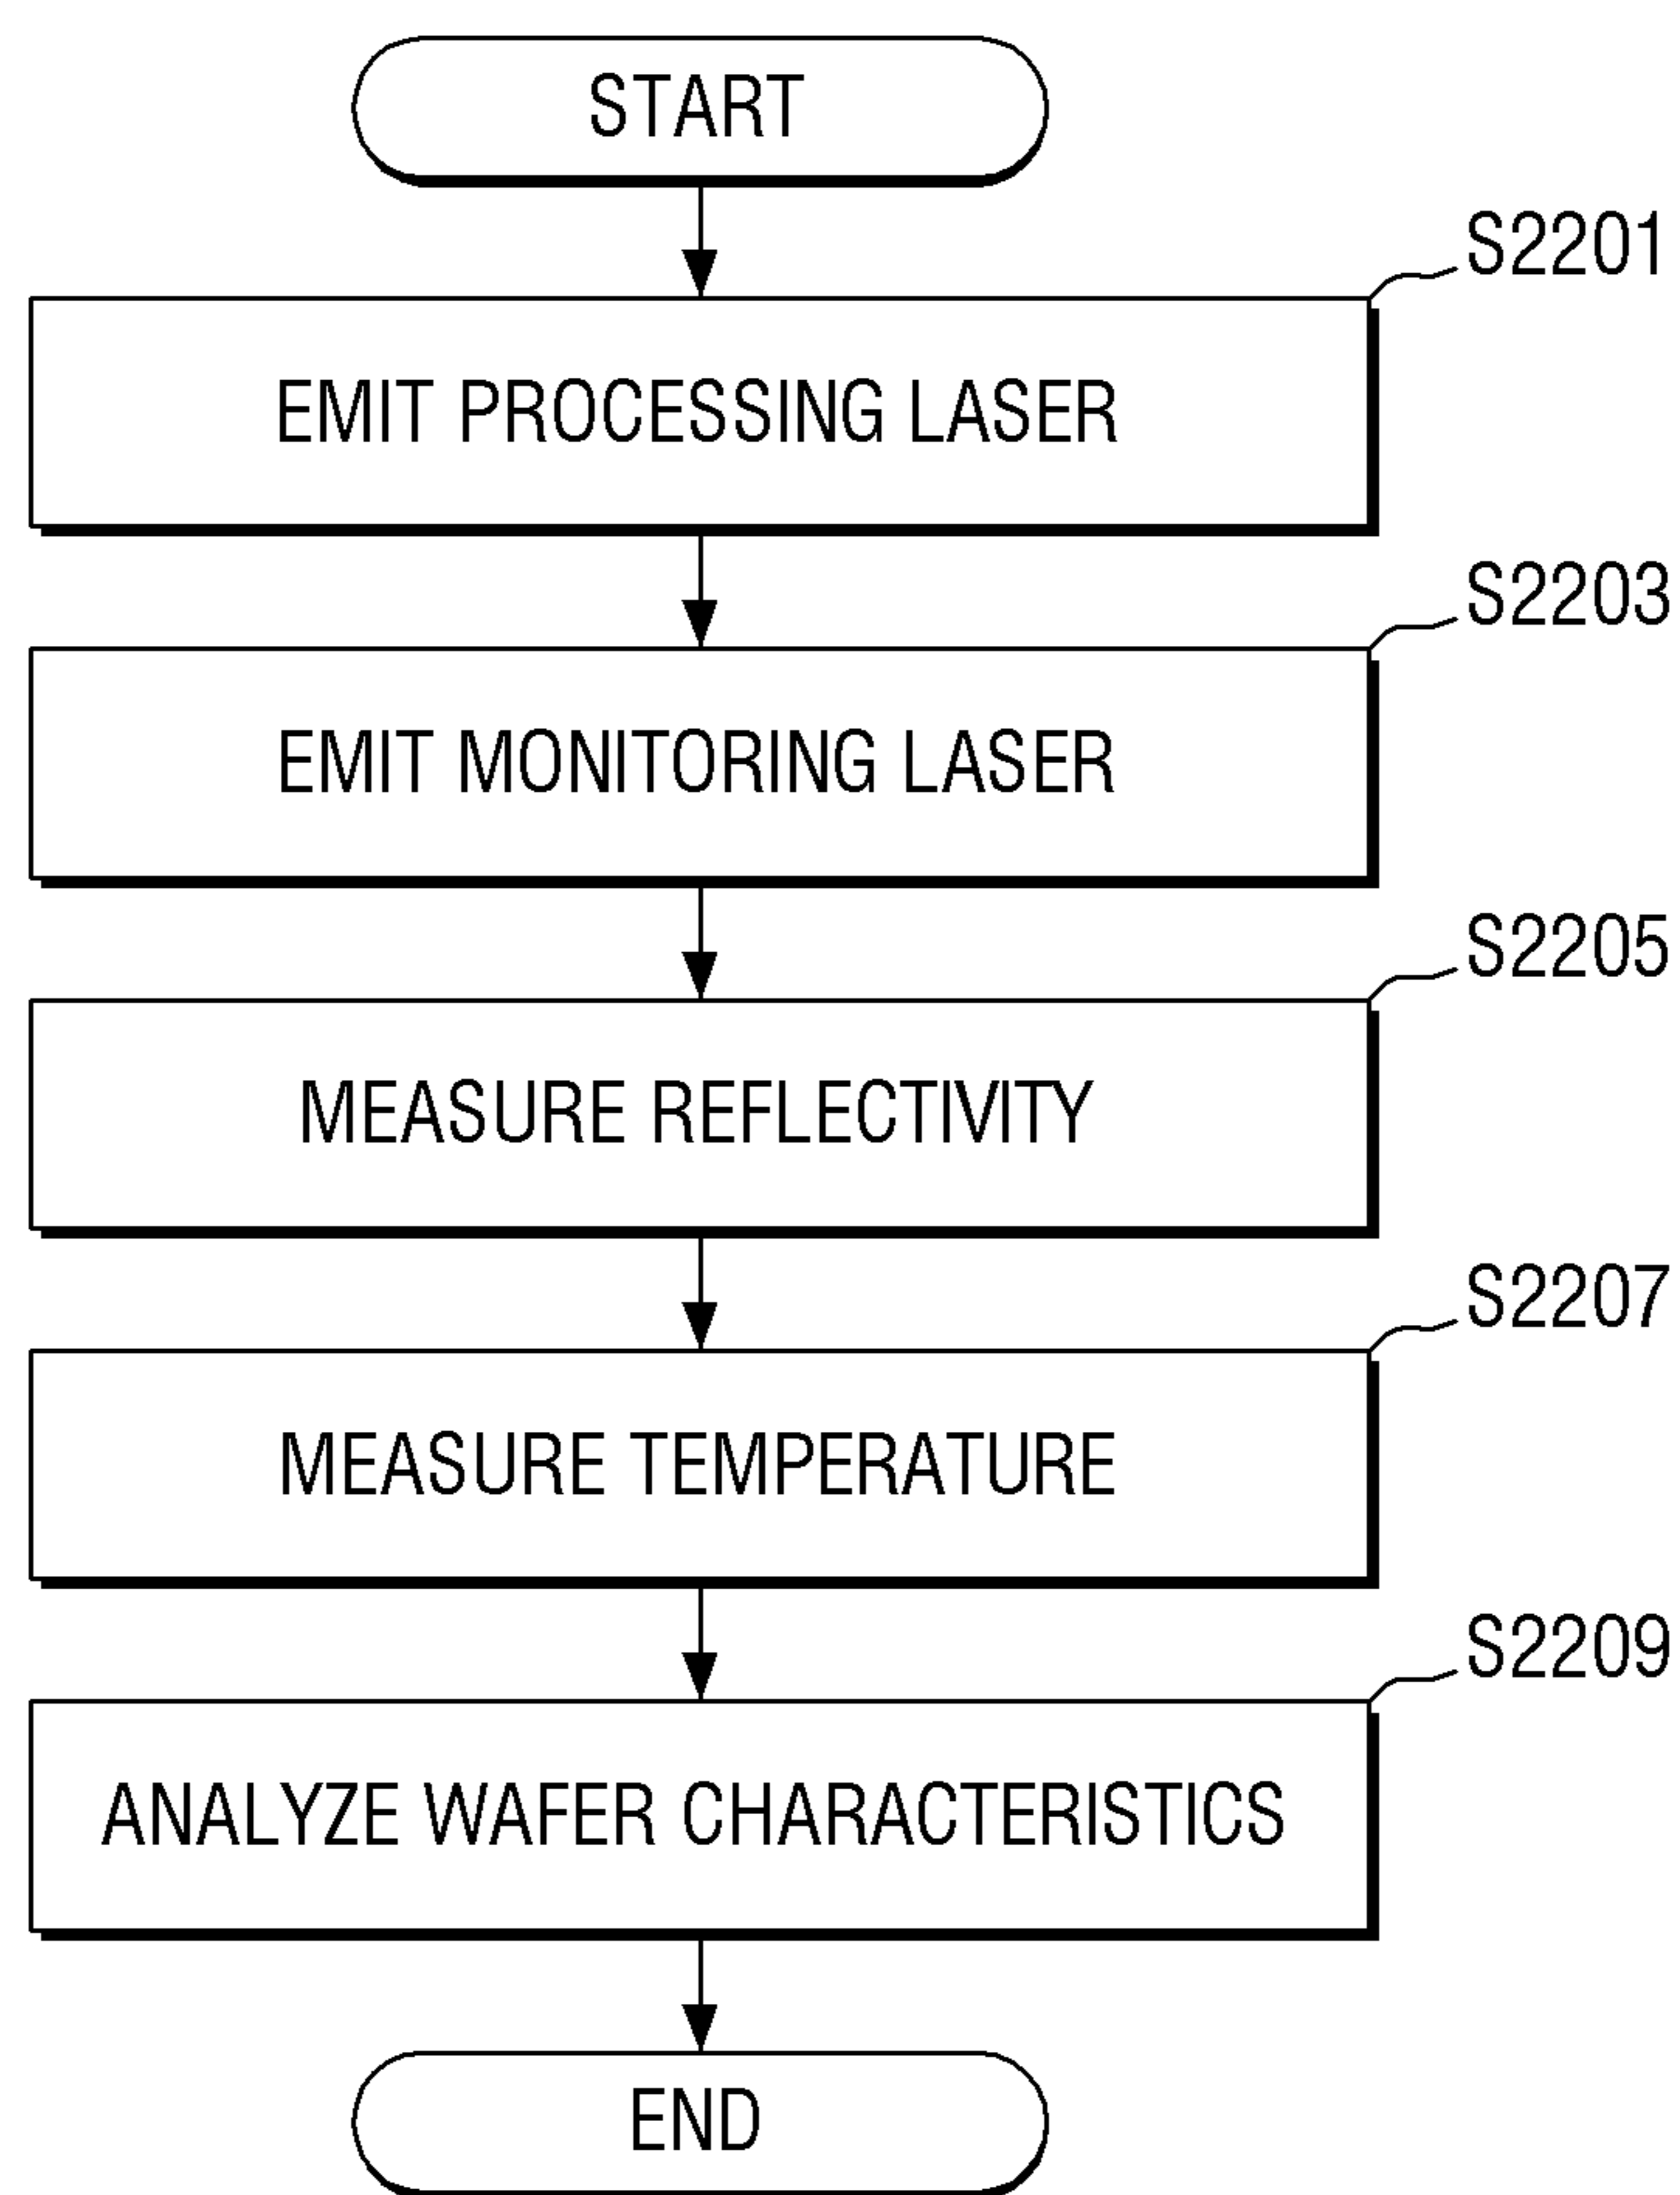 START
S2201
EMIT PROCESSING LASER
S2203
EMIT MONITORING LASER
S2205
MEASURE REFLECTIVITY
S2207
MEASURE TEMPERATURE
S2209
ANALYZE WAFER CHARACTERISTICS
END